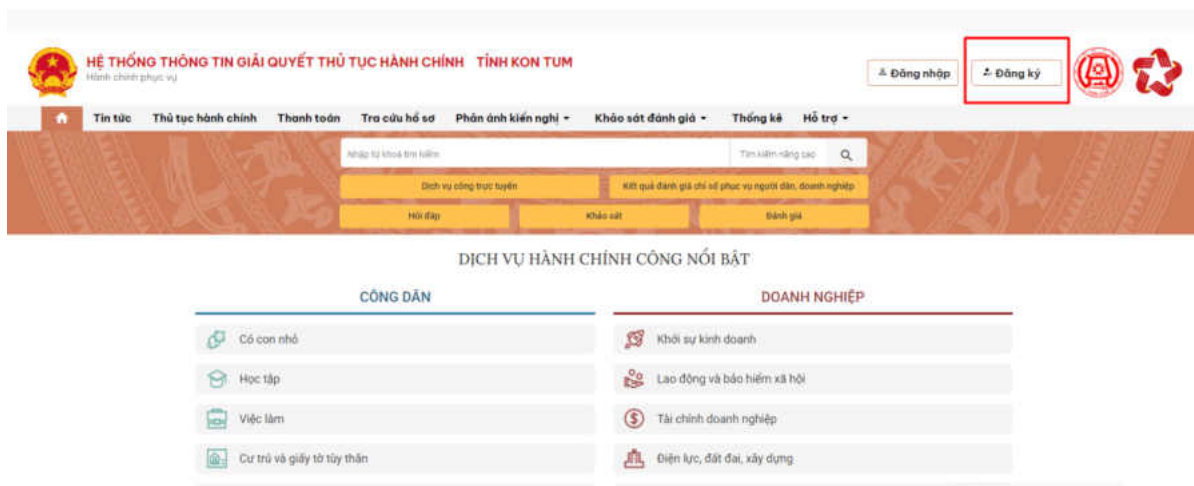 HỆ THỐNG THÔNG TIN GIẢI QUYẾT THỦ TỤC HÀNH CHÍNH TỈNH KON TUM
Hành chính phục vụ
Đăng nhập
Đăng ký
Tin tức Thủ tục hành chính Thanh toán Tra cứu hồ sơ Phản ánh kiến nghị Khảo sát đánh giá Thống kê Hỗ trợ
Nhập từ khoá tìm kiếm Tìm kiếm nâng cao
Dịch vụ công trực tuyến Kết quả đánh giá chỉ số phục vụ người dân, doanh nghiệp
Hỏi đáp Khảo sát Đánh giá
DỊCH VỤ HÀNH CHÍNH CÔNG NỔI BẬT
CÔNG DÂN DOANH NGHIỆP
Có con nhỏ Khởi sự kinh doanh
Học tập Lao động và bảo hiểm xã hội
Việc làm Tài chính doanh nghiệp
Cư trú và giấy tờ tùy thân Điện lực, đất đai, xây dựng